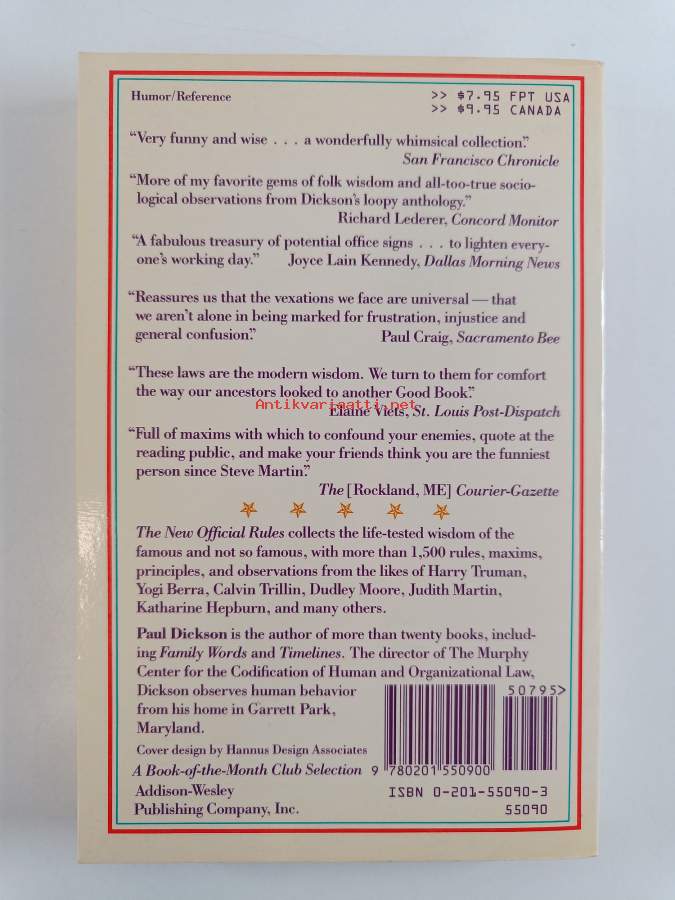 Humor/Reference
>> $7.95 FPT USA
>> $9.95 CANADA
“Very funny and wise . . . a wonderfully whimsical collection.”
San Francisco Chronicle
“More of my favorite gems of folk wisdom and all-too-true socio-
logical observations from Dickson’s loopy anthology.”
Richard Lederer, Concord Monitor
“A fabulous treasury of potential office signs . . . to lighten every-
one’s working day.” Joyce Lain Kennedy, Dallas Morning News
“Reassures us that the vexations we face are universal — that
we aren’t alone in being marked for frustration, injustice and
general confusion.” Paul Craig, Sacramento Bee
“These laws are the modern wisdom. We turn to them for comfort
the way our ancestors looked to another Good Book.”
Antikvariaatti.net
Elaine Viets, St. Louis Post-Dispatch
“Full of maxims with which to confound your enemies, quote at the
reading public, and make your friends think you are the funniest
person since Steve Martin.”
The [Rockland, ME] Courier-Gazette
The New Official Rules collects the life-tested wisdom of the
famous and not so famous, with more than 1,500 rules, maxims,
principles, and observations from the likes of Harry Truman,
Yogi Berra, Calvin Trillin, Dudley Moore, Judith Martin,
Katharine Hepburn, and many others.
Paul Dickson is the author of more than twenty books, includ-
ing Family Words and Timelines. The director of The Murphy
Center for the Codification of Human and Organizational Law,
Dickson observes human behavior
from his home in Garrett Park,
Maryland.
Cover design by Hannus Design Associates
A Book-of-the-Month Club Selection
Addison-Wesley
Publishing Company, Inc.
50795>
9 780201 550900
ISBN 0-201-55090-3
55090